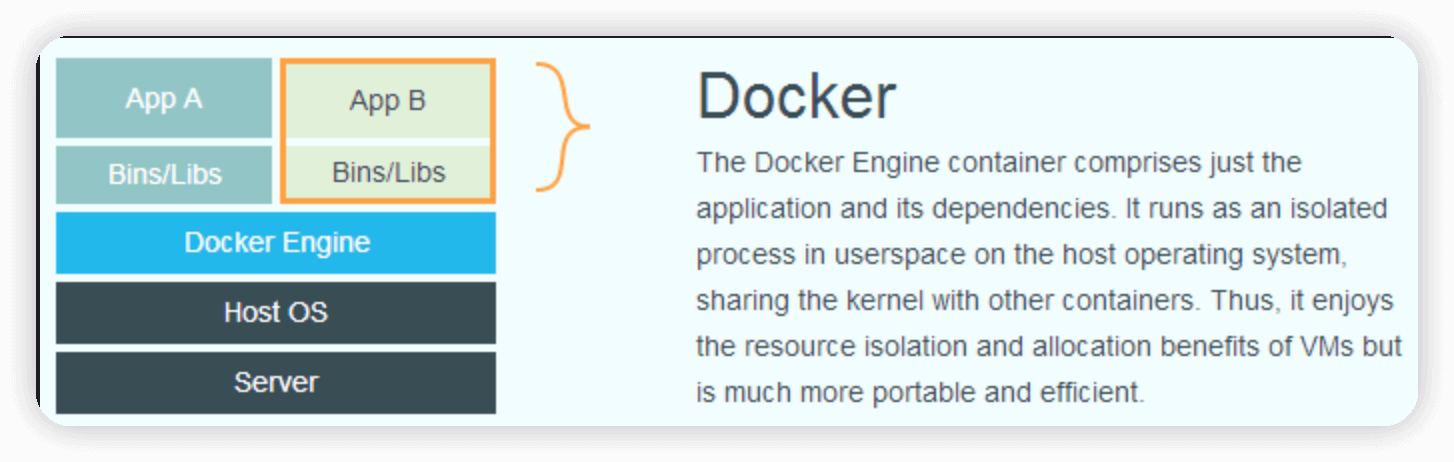 App A
App B
Bins/Libs
Bins/Libs
Docker Engine
Host OS
Server
Docker
The Docker Engine container comprises just the
application and its dependencies. It runs as an isolated
process in userspace on the host operating system,
sharing the kernel with other containers. Thus, it enjoys
the resource isolation and allocation benefits of VMs but
is much more portable and efficient.